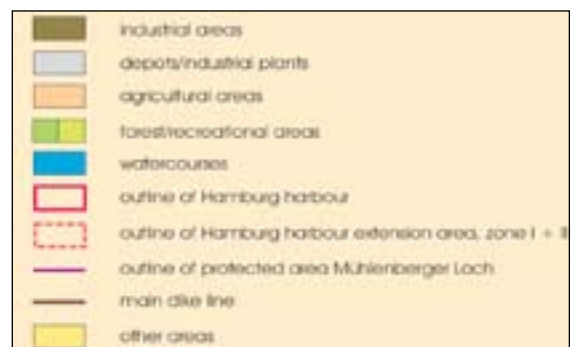 industrial areas
depots/industrial plants
agricultural areas
forest/recreational areas
watercourses
outline of Hamburg harbour
outline of Hamburg harbour extension area, zone I + II
outline of protected area Mühlenberger Loch
main dike line
other areas